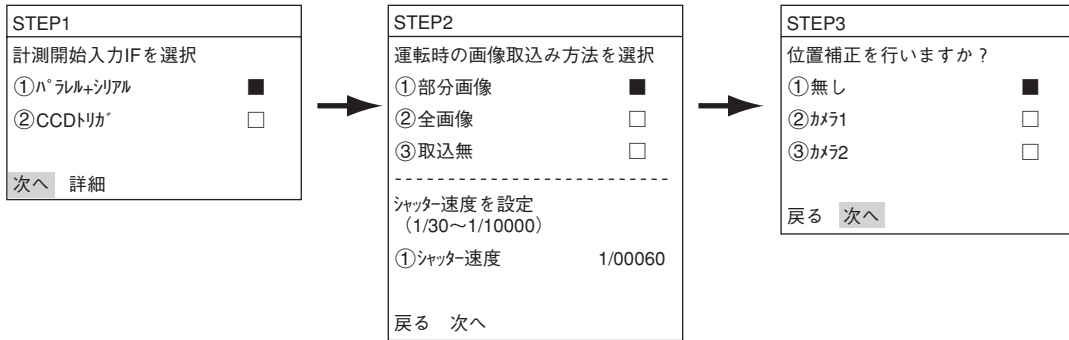 STEP1
計測開始入力IFを選択
①ﾊﾟﾗﾚﾙ+ｼﾘｱﾙ ■
②CCDﾄﾘｶﾞ □
次へ 詳細
STEP2
運転時の画像取込み方法を選択
①部分画像 ■
②全画像 □
③取込無 □
ｼｬｯﾀｰ速度を設定
（1/30～1/10000）
①ｼｬｯﾀｰ速度 1/00060
戻る 次へ
STEP3
位置補正を行いますか？
①無し ■
②ｶﾒﾗ1 □
③ｶﾒﾗ2 □
戻る 次へ